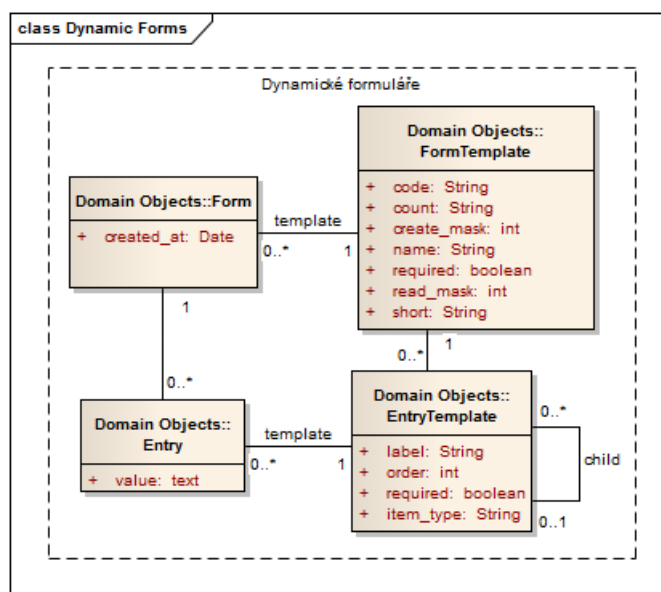 class Dynamic Forms
Dynamické formuláře
Domain Objects::
FormTemplate
+ code: String
+ count: String
+ create_mask: int
+ name: String
+ required: boolean
+ read_mask: int
+ short: String
Domain Objects::Form
+ created_at: Date
template
0..*
1
1
0..*
1
0..*
Domain Objects::
Entry
+ value: text
template
0..*
1
Domain Objects::
EntryTemplate
+ label: String
+ order: int
+ required: boolean
+ item_type: String
0..*
child
0..1